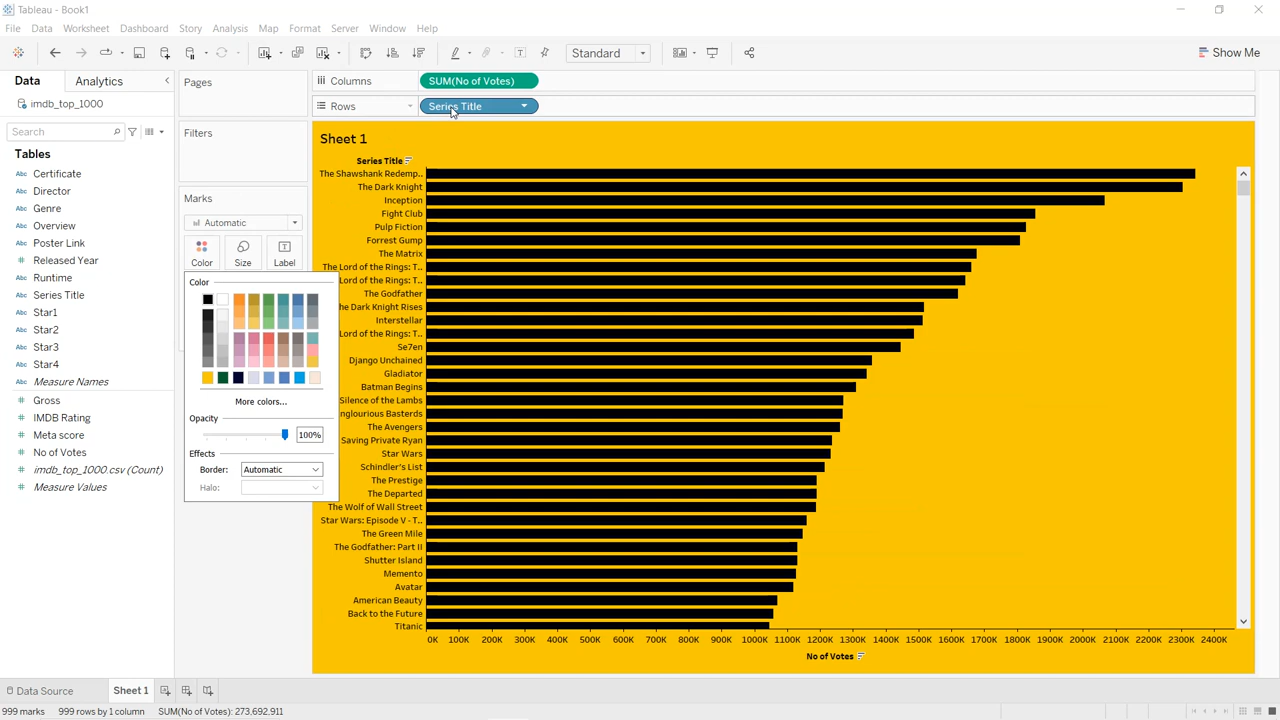 Tableau - Book1
File Data Worksheet Dashboard Story Analysis Map Format Server Window Help
Standard
Show Me
Data Analytics
Pages
Columns SUM(No of Votes)
imdb_top_1000
Rows Series Title
Search
Filters
Tables
Certificate
Director
Genre
Overview
Poster Link
Released Year
Runtime
Series Title
Star1
Star2
Star3
Star4
Measure Names
Gross
IMDB Rating
Meta score
No of Votes
imdb_top_1000.csv (Count)
Measure Values
Marks
Automatic
Color Size Label
Color
More colors...
Opacity
100%
Effects
Border: Automatic
Halo:
Sheet 1
Series Title
The Shawshank Redemp..
The Dark Knight
Inception
Fight Club
Pulp Fiction
Forrest Gump
The Matrix
The Lord of the Rings: T..
Lord of the Rings: T..
The Godfather
he Dark Knight Rises
Interstellar
Lord of the Rings: T..
Se7en
Django Unchained
Gladiator
Batman Begins
Silence of the Lambs
nglourious Basterds
The Avengers
Saving Private Ryan
Star Wars
Schindler's List
The Prestige
The Departed
The Wolf of Wall Street
Star Wars: Episode V - T..
The Green Mile
The Godfather: Part II
Shutter Island
Memento
Avatar
American Beauty
Back to the Future
Titanic
0K 100K 200K 300K 400K 500K 600K 700K 800K 900K 1000K 1100K 1200K 1300K 1400K 1500K 1600K 1700K 1800K 1900K 2000K 2100K 2200K 2300K 2400K
No of Votes
Data Source Sheet 1
999 marks 999 rows by 1 column SUM(No of Votes): 273,692,911